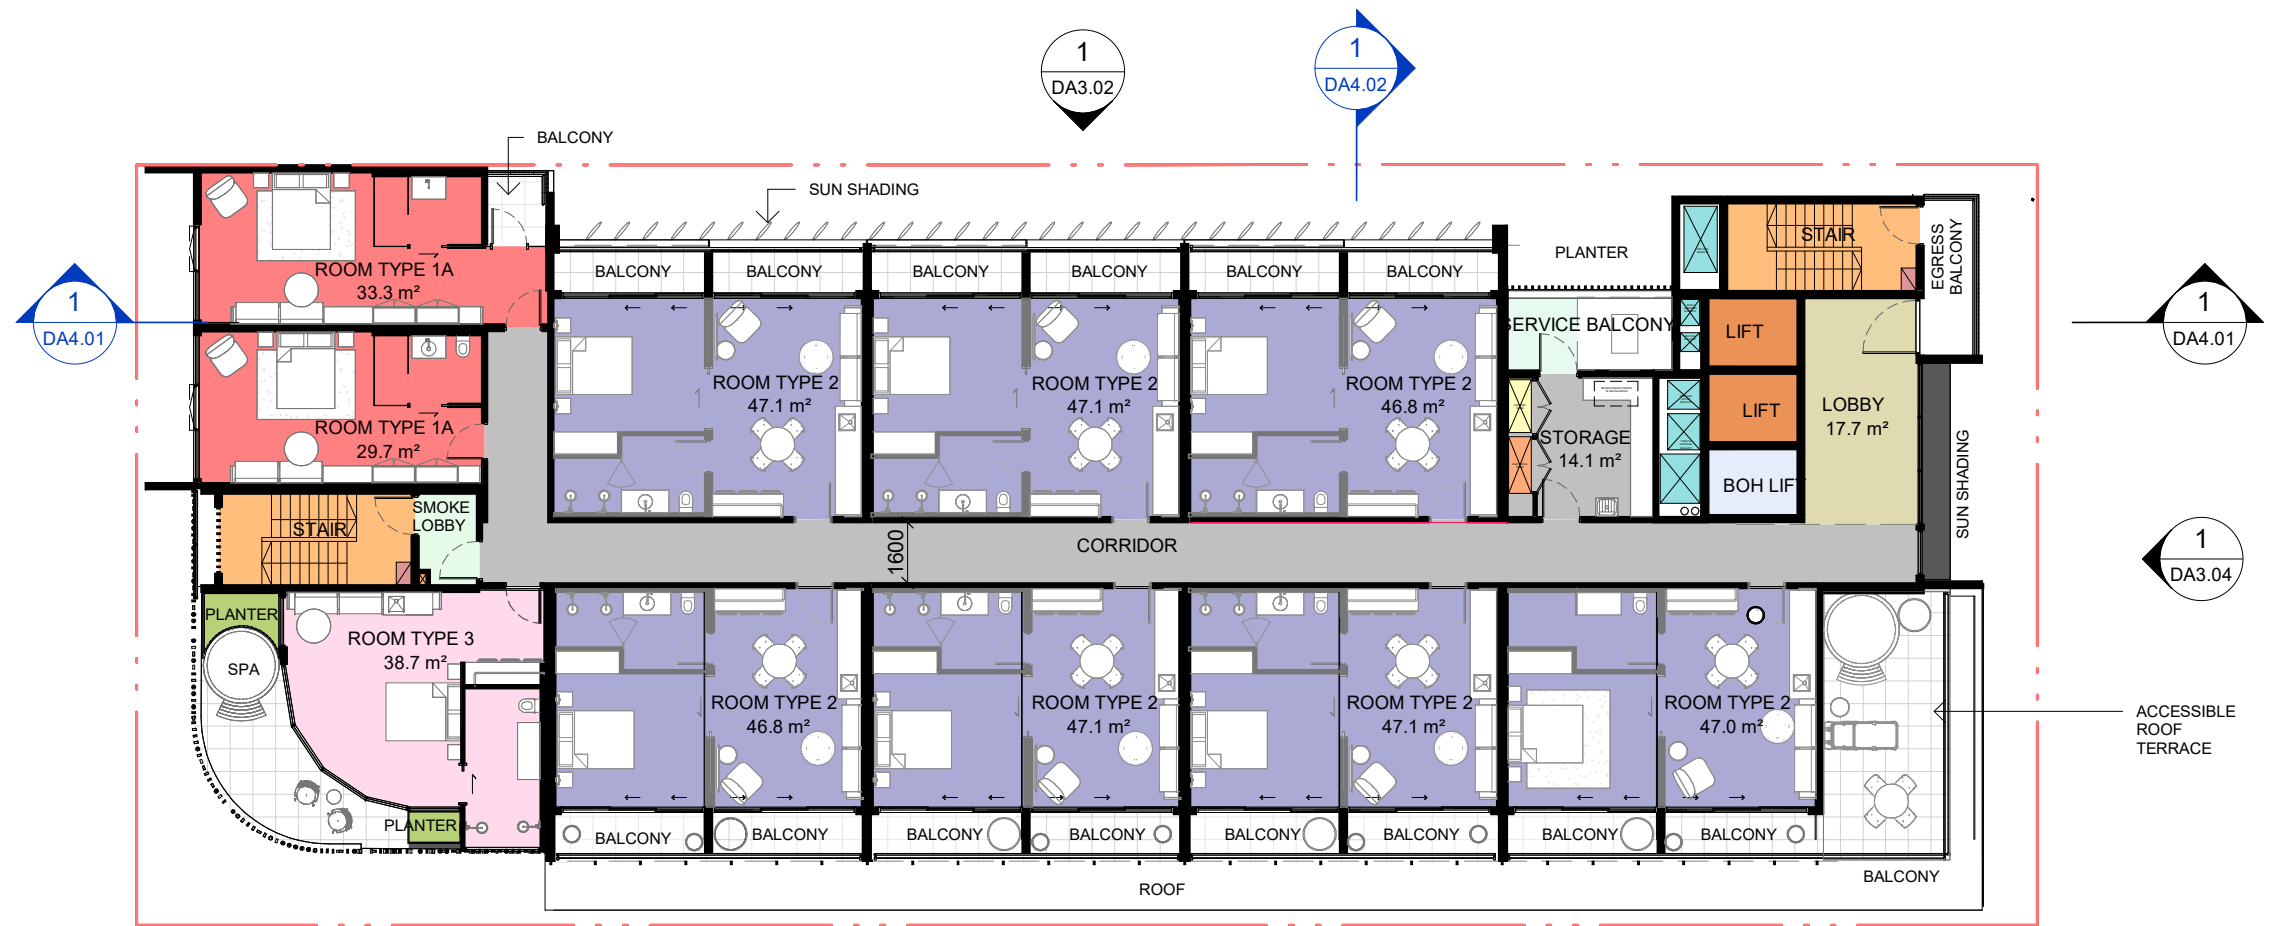 1
DA3.02
1
DA4.02
BALCONY
SUN SHADING
ROOM TYPE 1A
33.3 m²
BALCONY
BALCONY
BALCONY
BALCONY
BALCONY
BALCONY
PLANTER
STAIR
EGRESS
BALCONY
1
DA4.01
1
DA4.01
SERVICE BALCONY
LIFT
ROOM TYPE 1A
29.7 m²
ROOM TYPE 2
47.1 m²
ROOM TYPE 2
47.1 m²
ROOM TYPE 2
46.8 m²
STORAGE
14.1 m²
LIFT
LOBBY
17.7 m²
BOH LIFT
SUN SHADING
STAIR
SMOKE
LOBBY
1600
CORRIDOR
1
DA3.04
PLANTER
SPA
ROOM TYPE 3
38.7 m²
ROOM TYPE 2
46.8 m²
ROOM TYPE 2
47.1 m²
ROOM TYPE 2
47.1 m²
ROOM TYPE 2
47.0 m²
ACCESSIBLE
ROOF
TERRACE
PLANTER
BALCONY
BALCONY
BALCONY
BALCONY
BALCONY
BALCONY
BALCONY
BALCONY
BALCONY
ROOF